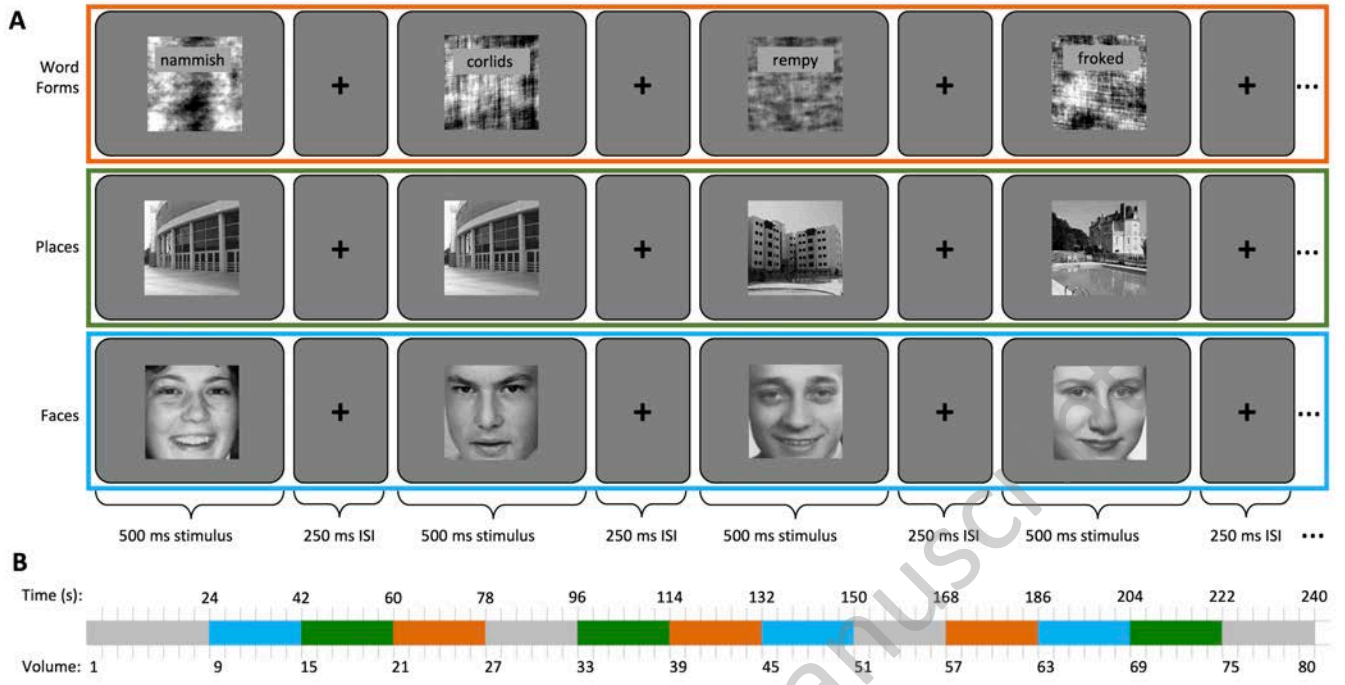 A
Word Forms
nammish + corlids + rempy + froked + ...
Places
+ + + + ...
Faces
+ + + + ...
500 ms stimulus 250 ms ISI 500 ms stimulus 250 ms ISI 500 ms stimulus 250 ms ISI 500 ms stimulus 250 ms ISI ...
B
Time (s): 24 42 60 78 96 114 132 150 168 186 204 222 240
Volume: 1 9 15 21 27 33 39 45 51 57 63 69 75 80